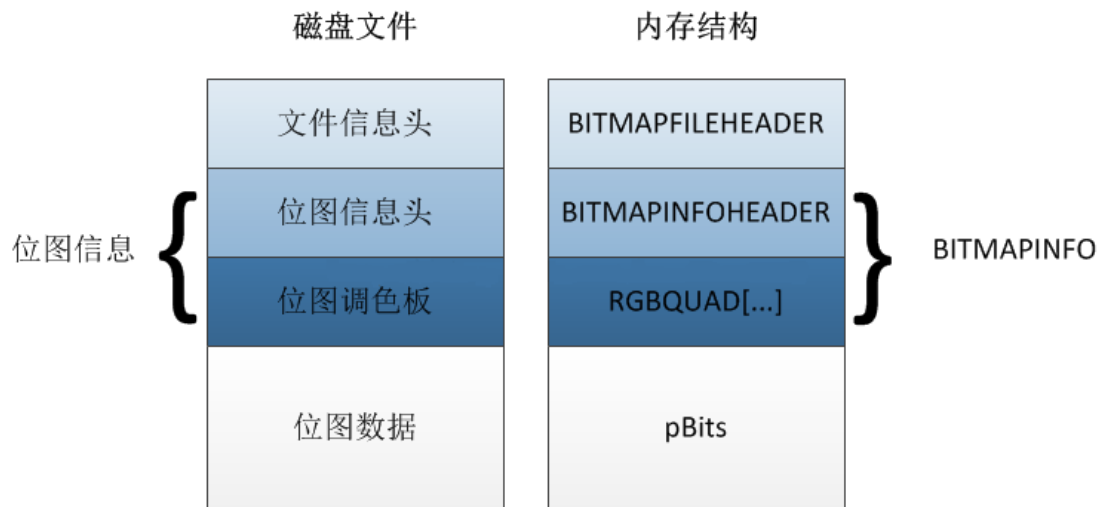 磁盘文件
内存结构
文件信息头
BITMAPFILEHEADER
位图信息
{
位图信息头
BITMAPINFOHEADER
}
BITMAPINFO
位图调色板
RGBQUAD[...]
位图数据
pBits